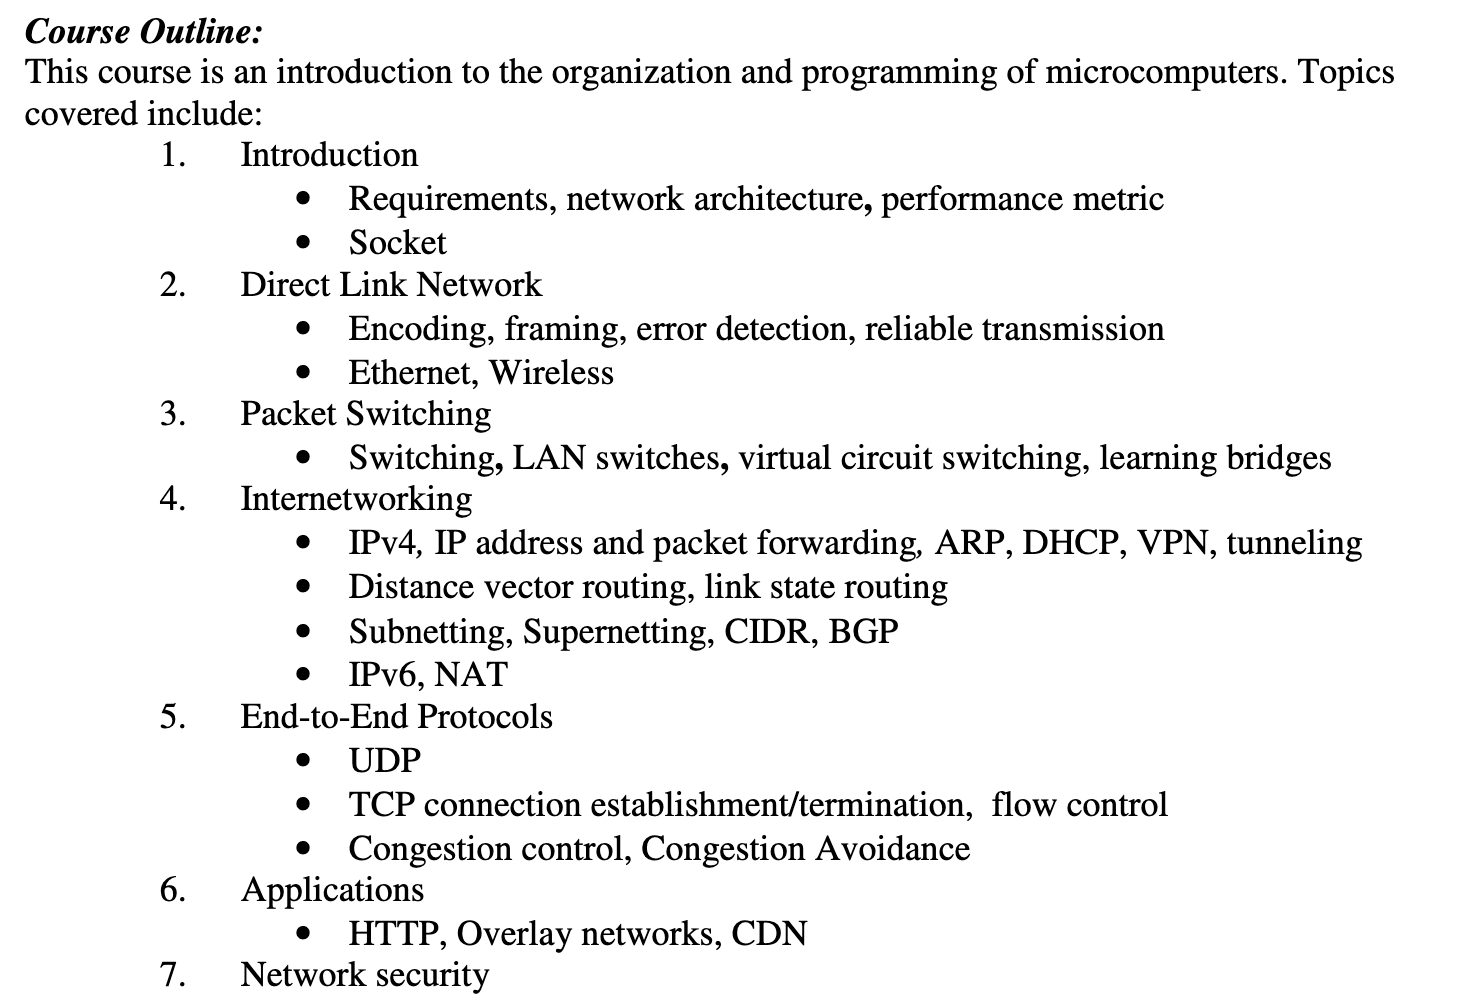 Course Outline:
This course is an introduction to the organization and programming of microcomputers. Topics
covered include:
1. Introduction
• Requirements, network architecture, performance metric
• Socket
2. Direct Link Network
• Encoding, framing, error detection, reliable transmission
• Ethernet, Wireless
3. Packet Switching
• Switching, LAN switches, virtual circuit switching, learning bridges
4. Internetworking
• IPv4, IP address and packet forwarding, ARP, DHCP, VPN, tunneling
• Distance vector routing, link state routing
• Subnetting, Supernetting, CIDR, BGP
• IPv6, NAT
5. End-to-End Protocols
• UDP
• TCP connection establishment/termination,  flow control
• Congestion control, Congestion Avoidance
6. Applications
• HTTP, Overlay networks, CDN
7. Network security